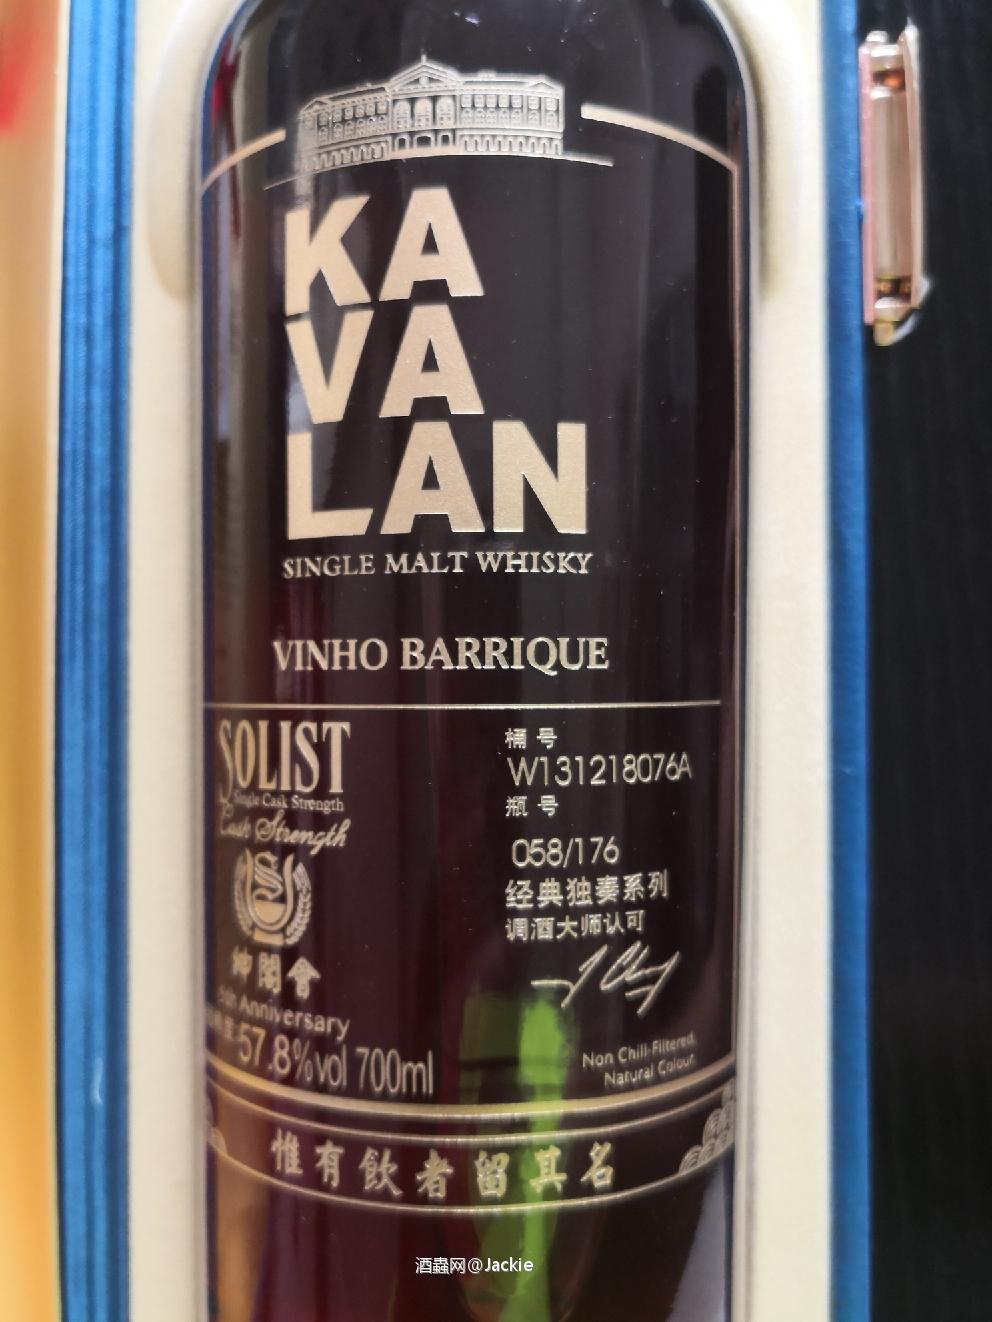 KA
VA
LAN
SINGLE MALT WHISKY
VINHO BARRIQUE
SOLIST
Single Cask Strength
Cask Strength
S
紳閣會
Anniversary
57.8%vol 700ml
桶号
W131218076A
瓶号
058/176
经典独奏系列
调酒大师认可
Non Chill-Filtered
Natural Colour
惟有飲者留其名
酒蟲网@Jackie